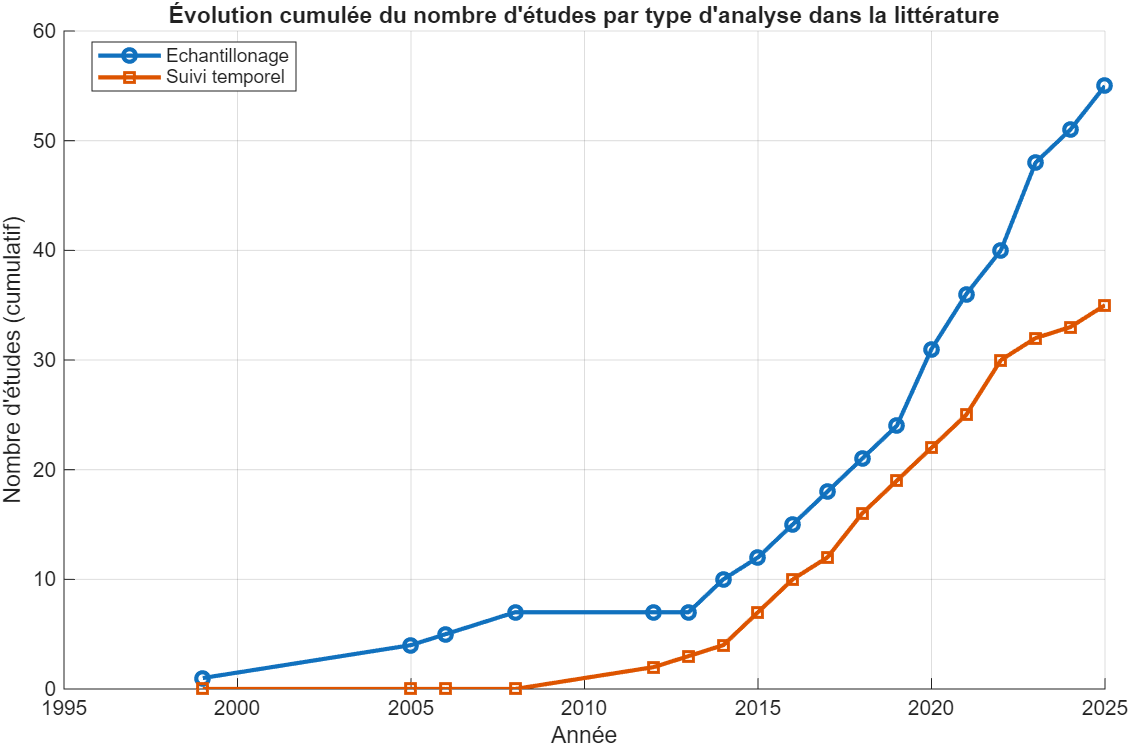 Évolution cumulée du nombre d'études par type d'analyse dans la littérature
Echantillonage
Suivi temporel
Nombre d'études (cumulatif)
60
50
40
30
20
10
0
1995 2000 2005 2010 2015 2020 2025
Année